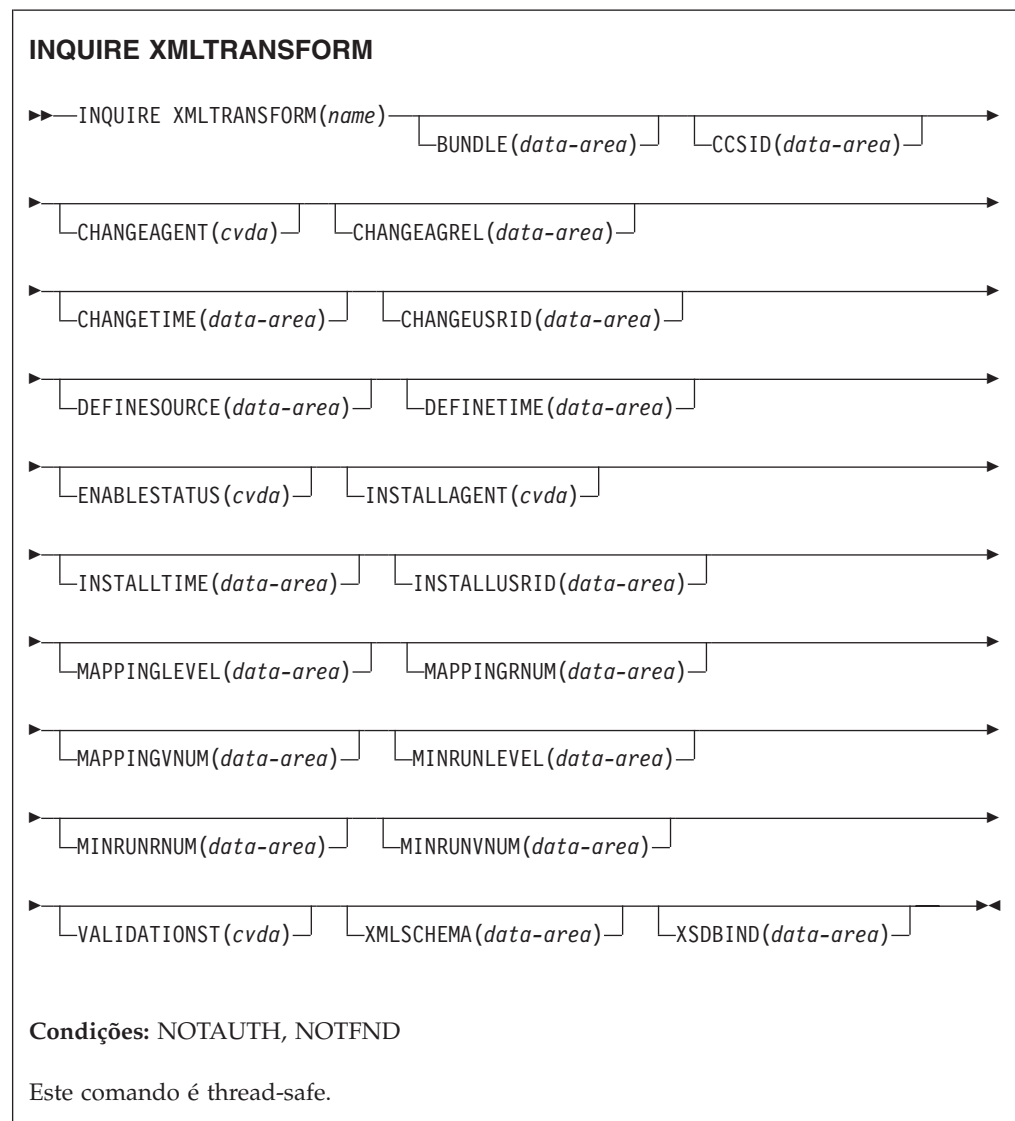 INQUIRE XMLTRANSFORM
INQUIRE XMLTRANSFORM(name)
BUNDLE(data-area) CCSID(data-area)
CHANGEAGENT(cvda) CHANGEAGREL(data-area)
CHANGETIME(data-area) CHANGEUSRID(data-area)
DEFINESOURCE(data-area) DEFINETIME(data-area)
ENABLESTATUS(cvda) INSTALLAGENT(cvda)
INSTALLTIME(data-area) INSTALLUSRID(data-area)
MAPPINGLEVEL(data-area) MAPPINGRNUM(data-area)
MAPPINGVNUM(data-area) MINRUNLEVEL(data-area)
MINRUNRNUM(data-area) MINRUNVNUM(data-area)
VALIDATIONST(cvda) XMLSCHEMA(data-area) XSDBIND(data-area)
Condições: NOTAUTH, NOTFND
Este comando é thread-safe.